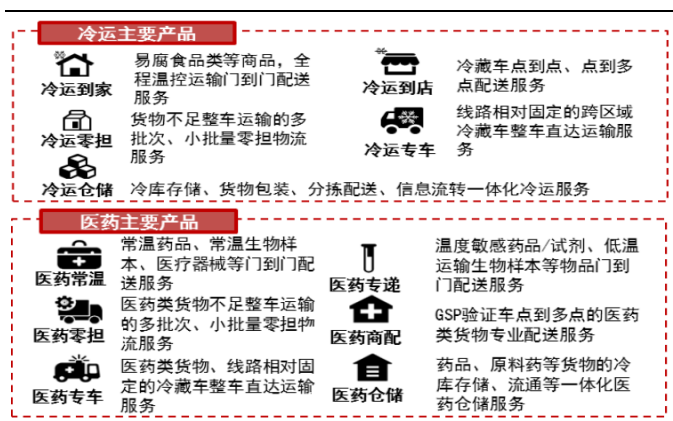 冷运主要产品
冷运到家
易腐食品类等商品，全
程温控运输门到门配送
服务
冷运到店
冷藏车点到点、点到多
点配送服务
冷运零担
货物不足整车运输的多
批次、小批量零担物流
服务
冷运专车
线路相对固定的跨区域
冷藏车整车直达运输服
务
冷运仓储
冷库存储、货物包装、分拣配送、信息流转一体化冷运服务
医药主要产品
医药常温
常温药品、常温生物样
本、医疗器械等门到门配
送服务
医药专递
温度敏感药品/试剂、低温
运输生物样本等物品门到
门配送服务
医药零担
医药类货物不足整车运输
的多批次、小批量零担物
流服务
医药商配
GSP验证车点到多点的医药
类货物专业配送服务
医药专车
医药类货物、线路相对固
定的冷藏车整车直达运输
服务
医药仓储
药品、原料药等货物的冷
库存储、流通等一体化医
药仓储服务